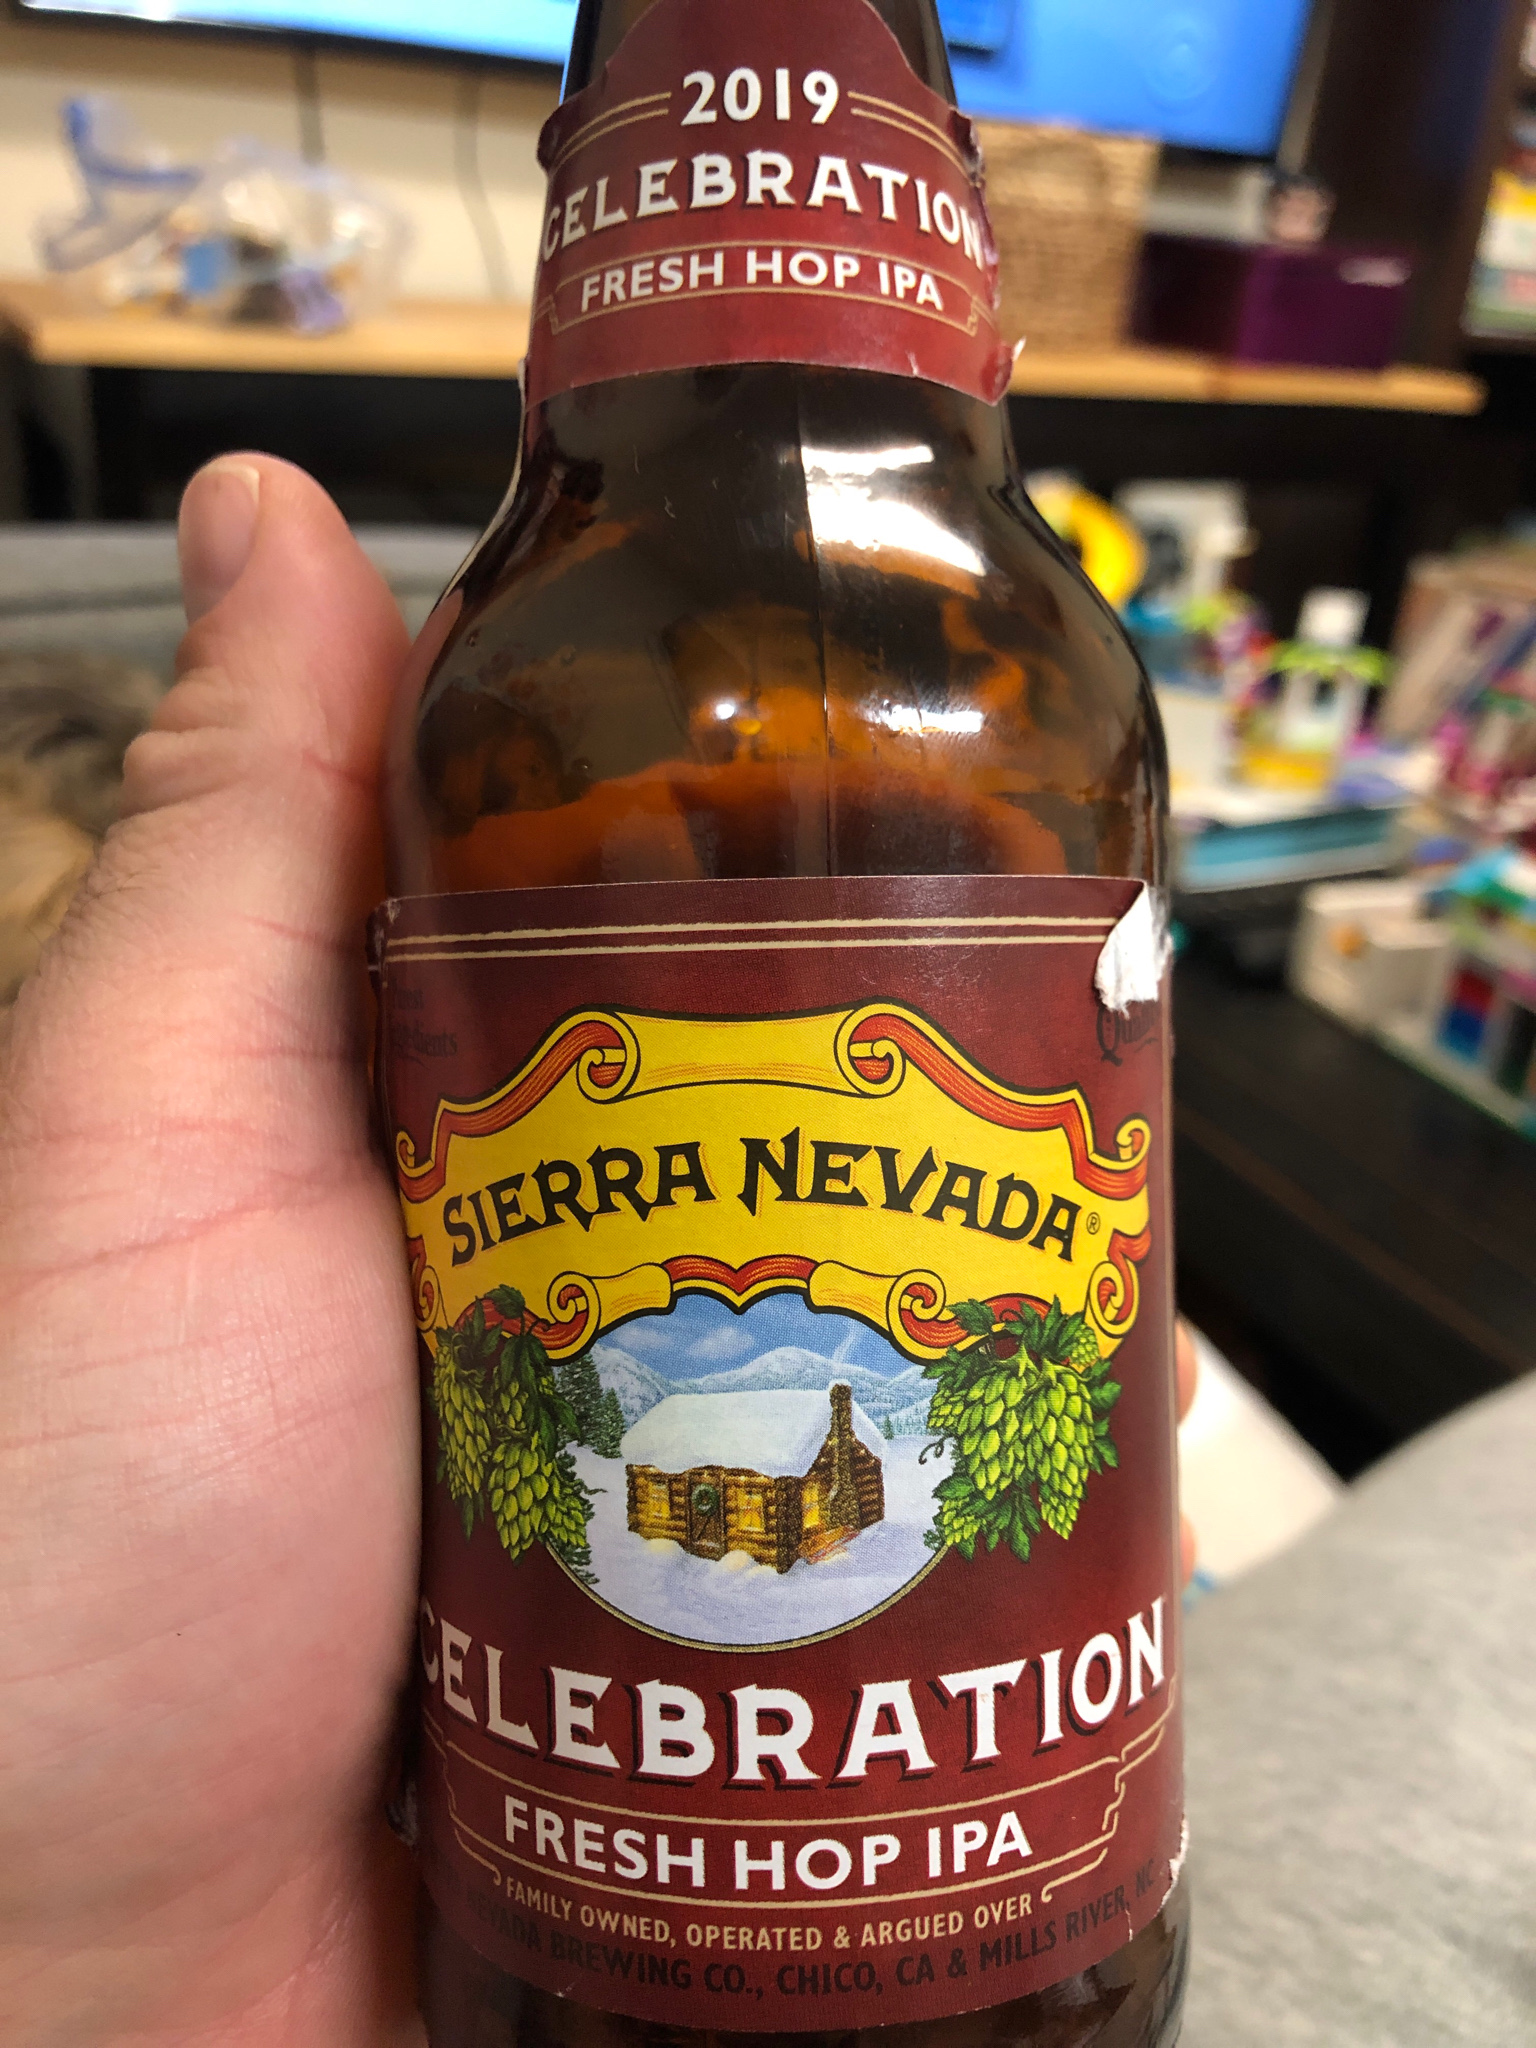 2019
CELEBRATION
FRESH HOP IPA
SIERRA NEVADA®
CELEBRATION
FRESH HOP IPA
FAMILY OWNED, OPERATED & ARGUED OVER
NEVADA BREWING CO., CHICO, CA & MILLS RIVER, NC